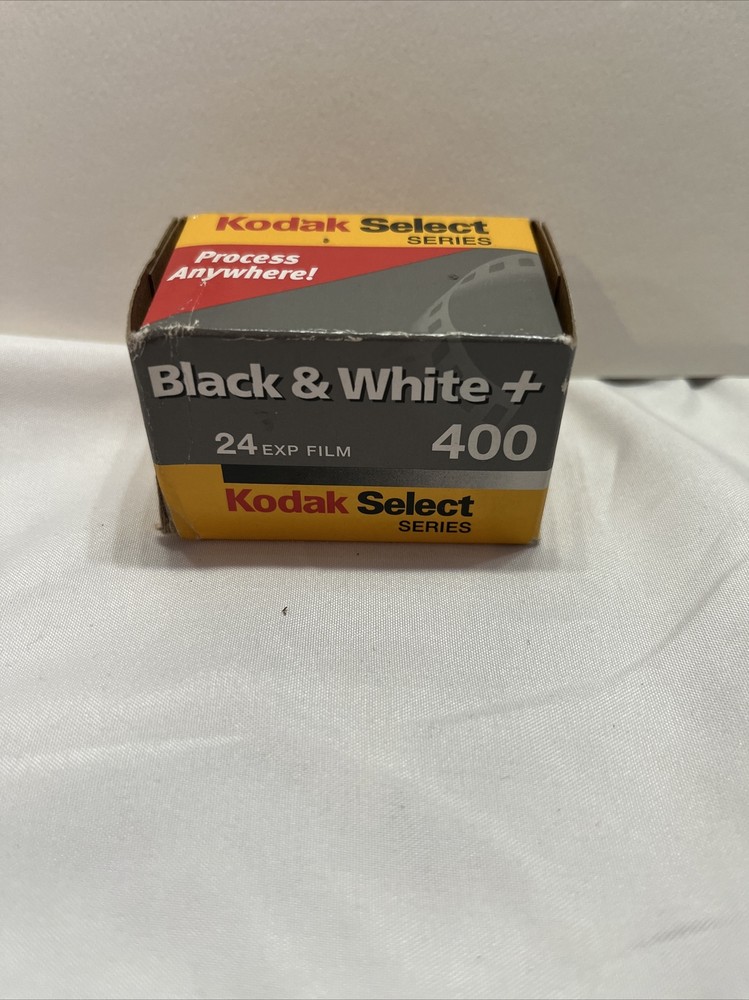 Kodak Select
SERIES
Process
Anywhere!
Black & White +
24 EXP FILM
400
Kodak Select
SERIES